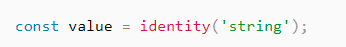 const value = identity('string');